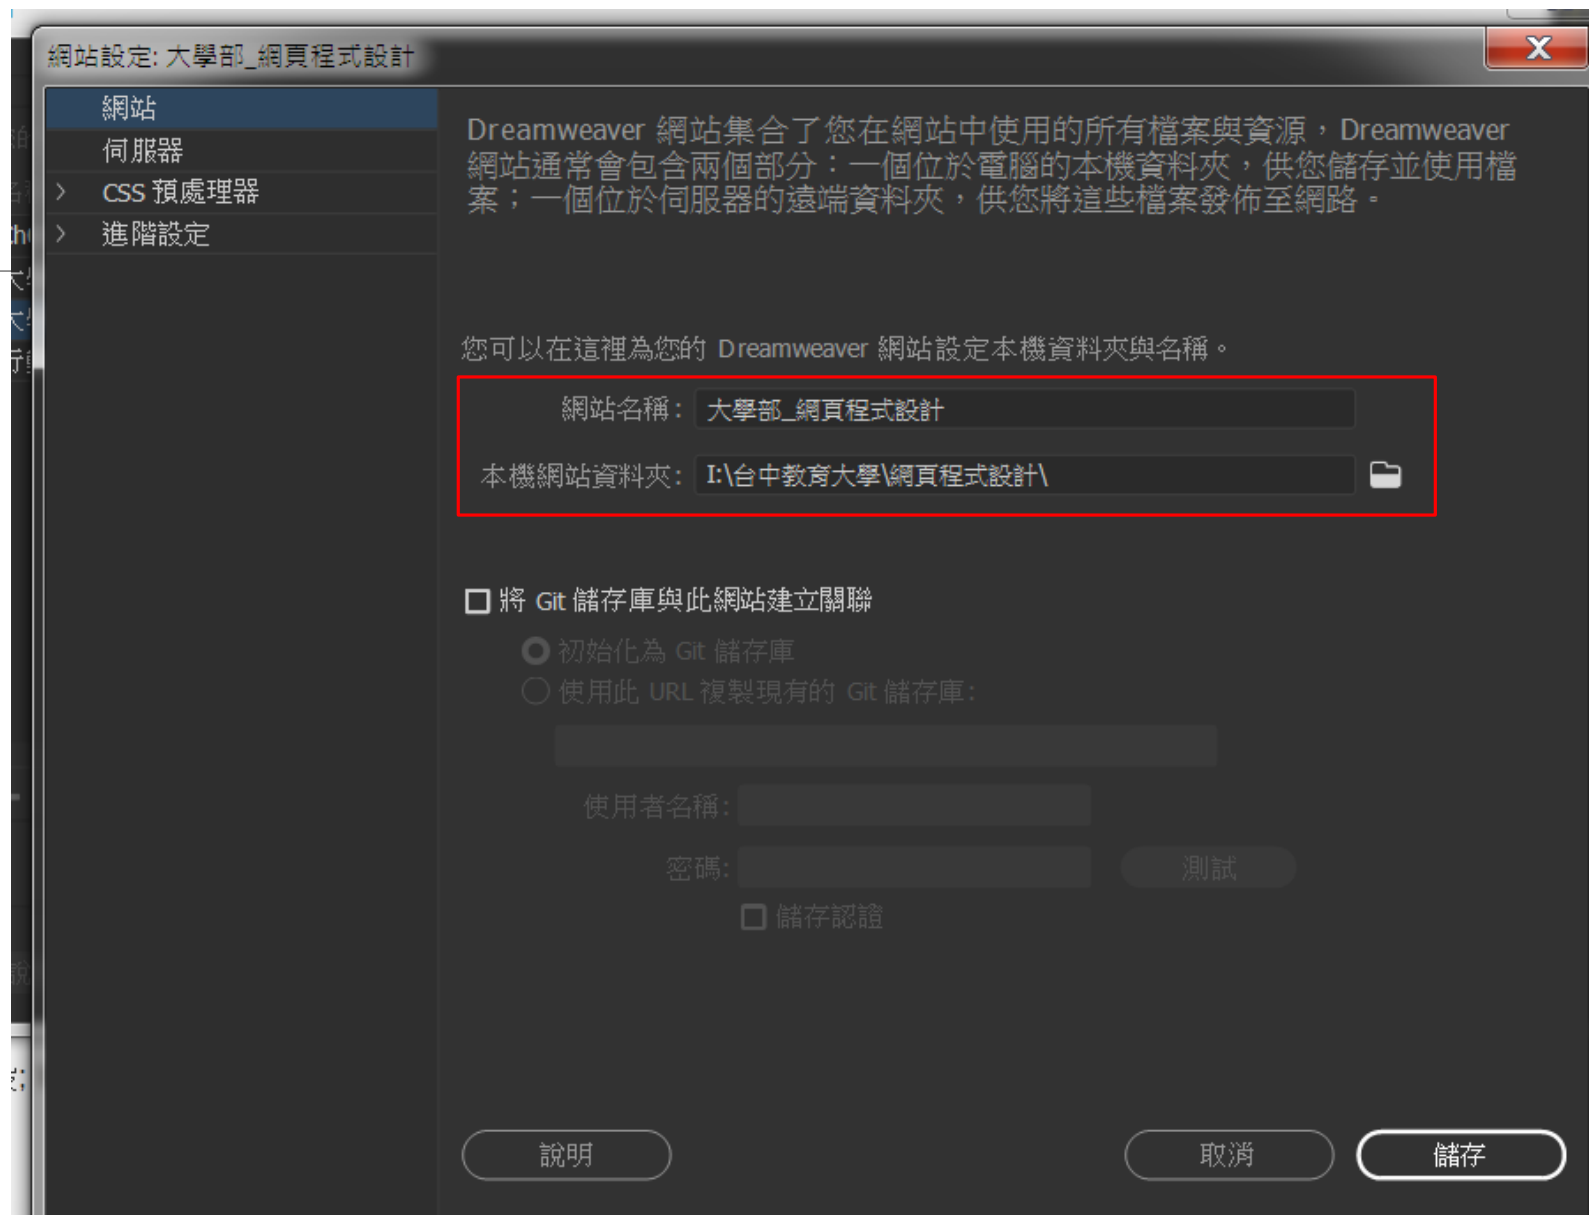 網站設定: 大學部_網頁程式設計
網站
伺服器
CSS 預處理器
進階設定
Dreamweaver 網站集合了您在網站中使用的所有檔案與資源，Dreamweaver
網站通常會包含兩個部分：一個位於電腦的本機資料夾，供您儲存並使用檔
案；一個位於伺服器的遠端資料夾，供您將這些檔案發佈至網路。
您可以在這裡為您的 Dreamweaver 網站設定本機資料夾與名稱。
網站名稱: 大學部_網頁程式設計
本機網站資料夾: I:\台中教育大學\網頁程式設計\
將 Git 儲存庫與此網站建立關聯
初始化為 Git 儲存庫
使用此 URL 複製現有的 Git 儲存庫:
使用者名稱:
密碼:
測試
儲存認證
說明
取消
儲存